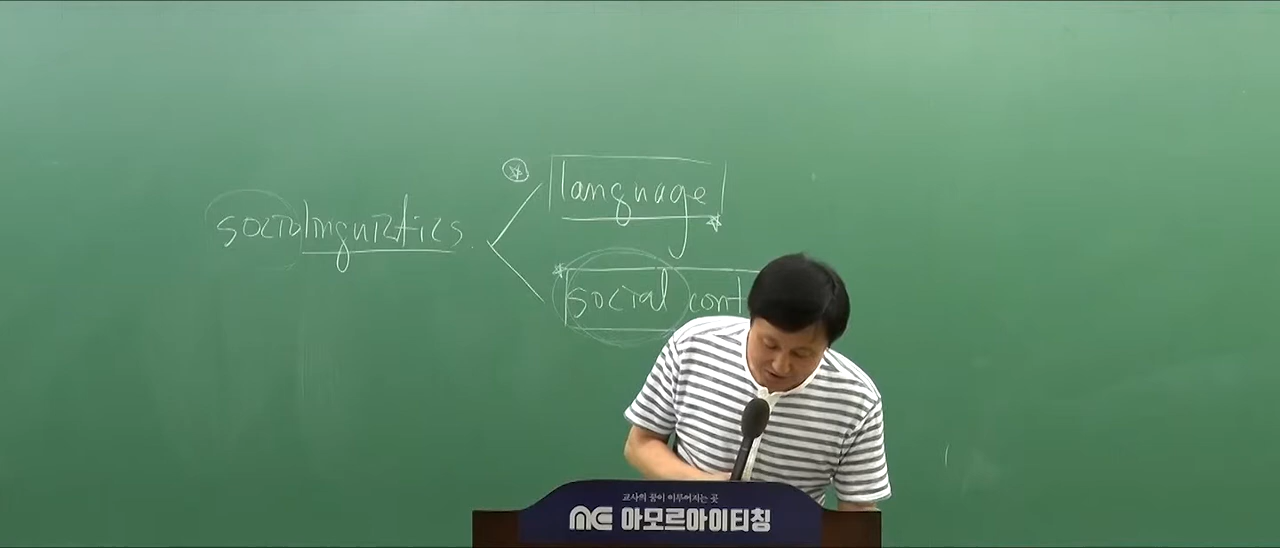 sociolinguistics
language
social cont
교사의 꿈이 이루어지는 곳
아모르아이티칭